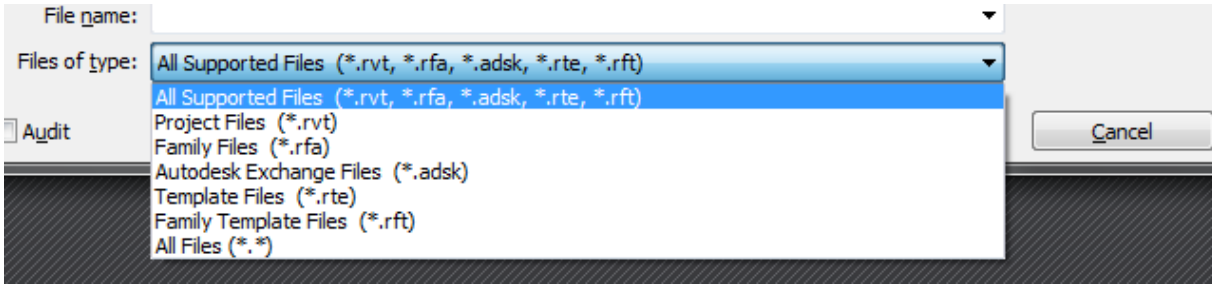 File name:
Files of type: All Supported Files (*.rvt, *.rfa, *.adsk, *.rte, *.rft)
All Supported Files (*.rvt, *.rfa, *.adsk, *.rte, *.rft)
Project Files (*.rvt)
Audit
Family Files (*.rfa)
Cancel
Autodesk Exchange Files (*.adsk)
Template Files (*.rte)
Family Template Files (*.rft)
All Files (*.*)